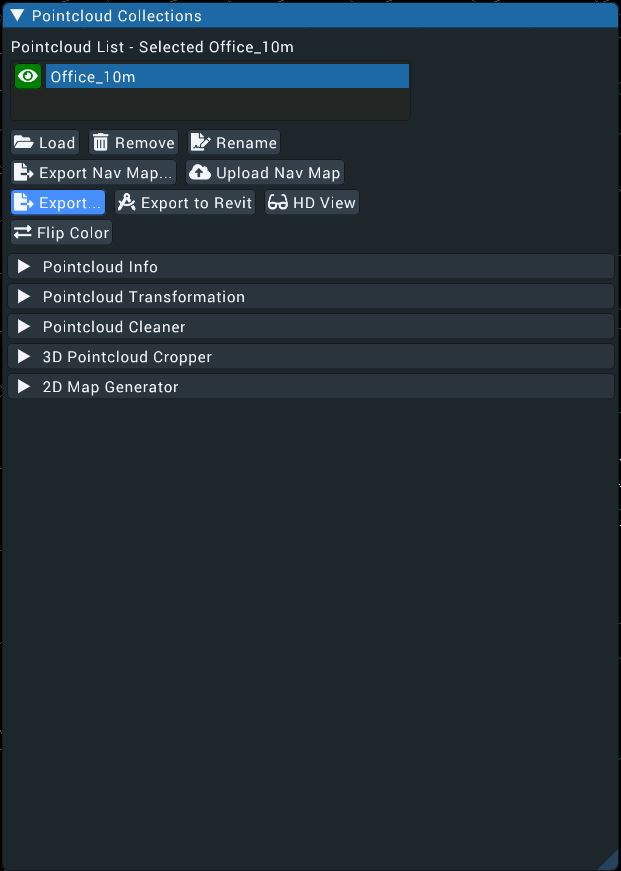 Pointcloud Collections
Pointcloud List - Selected Office_10m
Office_10m
Load Remove Rename
Export Nav Map... Upload Nav Map
Export... Export to Revit HD View
Flip Color
Pointcloud Info
Pointcloud Transformation
Pointcloud Cleaner
3D Pointcloud Cropper
2D Map Generator